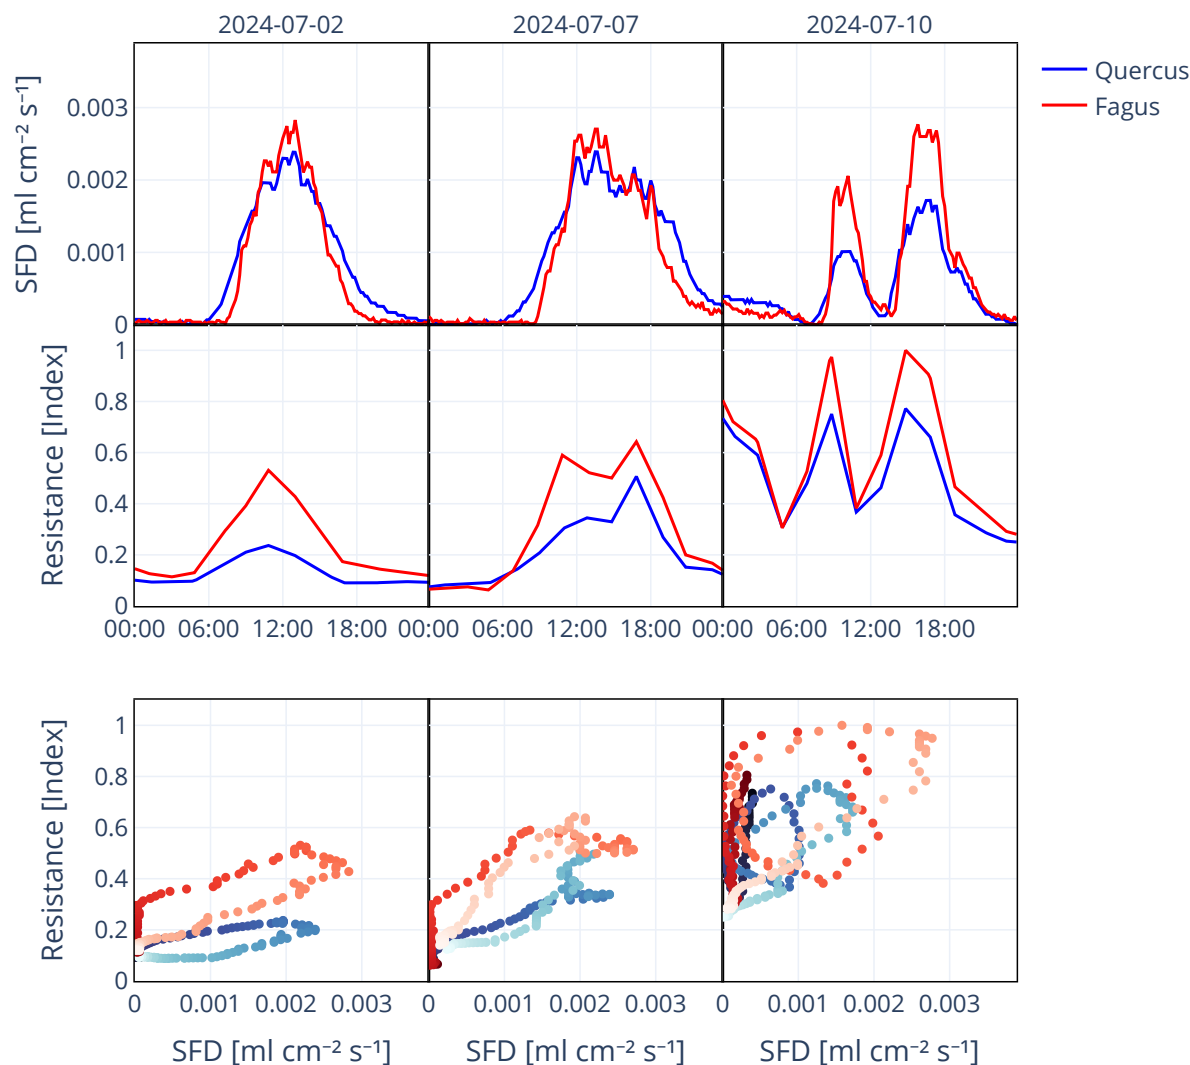 2024-07-02 2024-07-07 2024-07-10
Quercus
Fagus
SFD [ml cm⁻² s⁻¹]
0.003
0.002
0.001
0
Resistance [Index]
1
0.8
0.6
0.4
0.2
0
00:00 06:00 12:00 18:00 00:00 06:00 12:00 18:00 00:00 06:00 12:00 18:00
Resistance [Index]
1
0.8
0.6
0.4
0.2
0
0 0.001 0.002 0.003 0 0.001 0.002 0.003 0 0.001 0.002 0.003
SFD [ml cm⁻² s⁻¹] SFD [ml cm⁻² s⁻¹] SFD [ml cm⁻² s⁻¹]